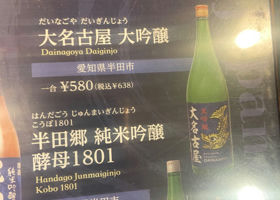 だいなごや だいぎんじょう
大名古屋 大吟醸
Dainagoya Daiginjo
愛知県半田市
一合 ¥580(税込¥638)
はんだごう じゅんまいぎんじょう
こうぼ1801
半田郷 純米吟醸
酵母1801
Handago Junmaiginjo
Kobo 1801
大名古屋
純米吟